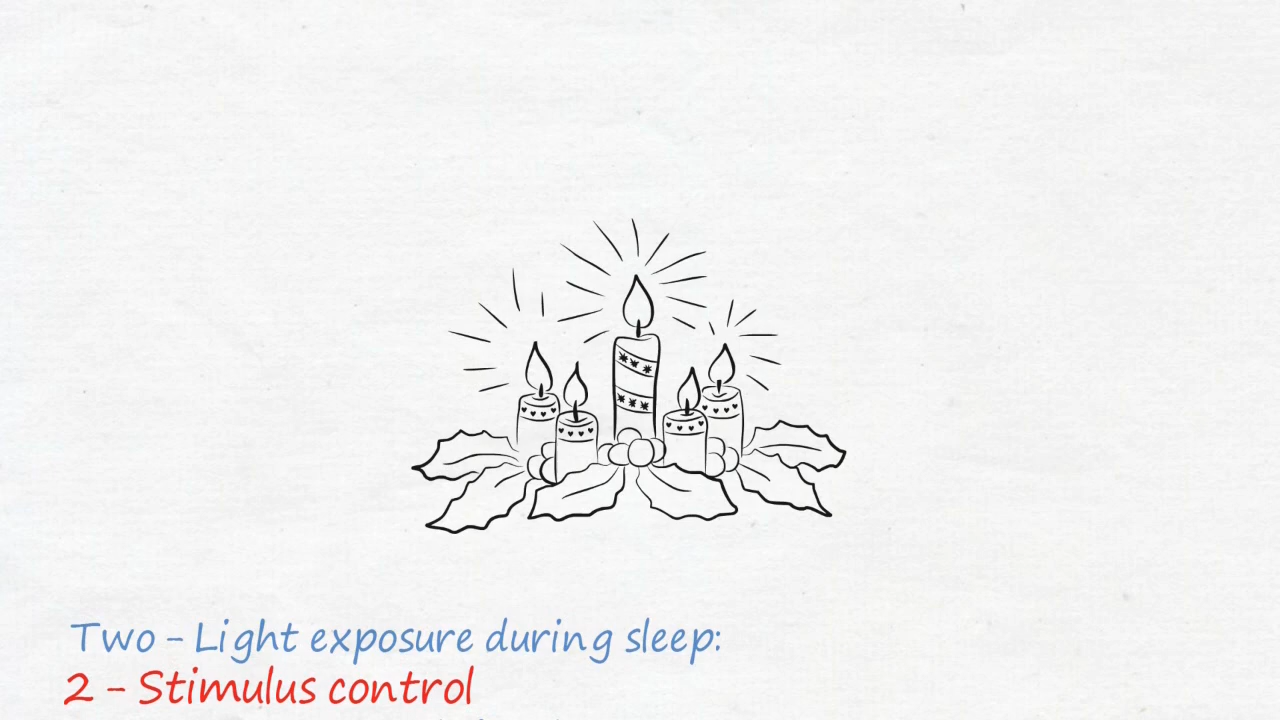 Two - Light exposure during sleep:
2 - Stimulus control